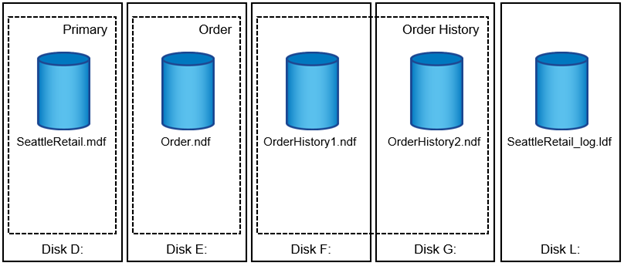 Primary
Order
Order History
SeattleRetail.mdf
Order.ndf
OrderHistory1.ndf
OrderHistory2.ndf
SeattleRetail_log.ldf
Disk D:
Disk E:
Disk F:
Disk G:
Disk L: